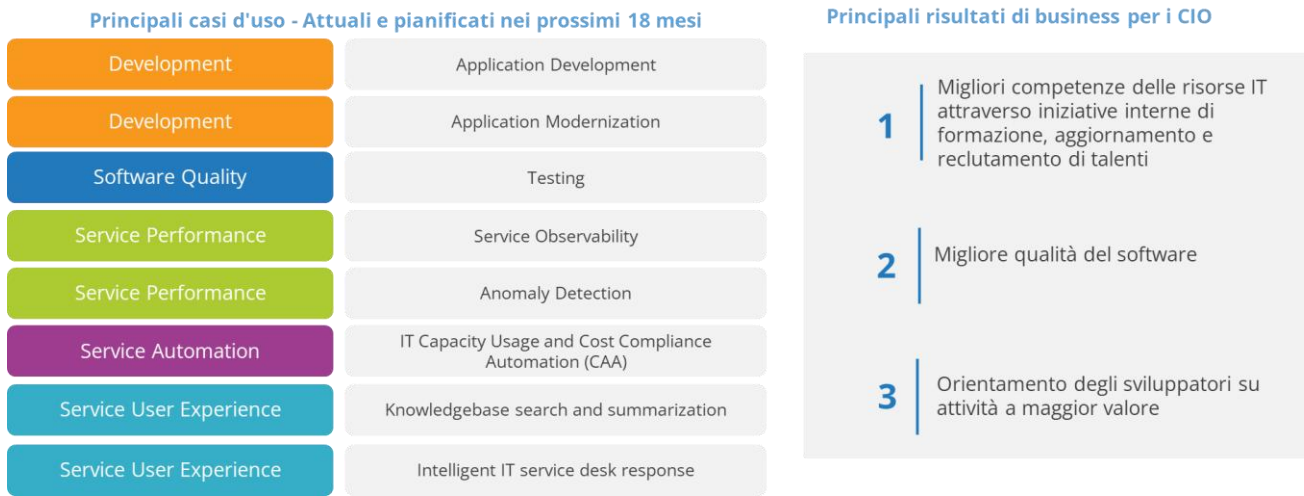 Principali casi d'uso - Attuali e pianificati nei prossimi 18 mesi
Development
Application Development
Development
Application Modernization
Software Quality
Testing
Service Performance
Service Observability
Service Performance
Anomaly Detection
Service Automation
IT Capacity Usage and Cost Compliance
Automation (CAA)
Service User Experience
Knowledgebase search and summarization
Service User Experience
Intelligent IT service desk response
Principali risultati di business per i CIO
1
Migliori competenze delle risorse IT
attraverso iniziative interne di
formazione, aggiornamento e
reclutamento di talenti
2
Migliore qualità del software
3
Orientamento degli sviluppatori su
attività a maggior valore